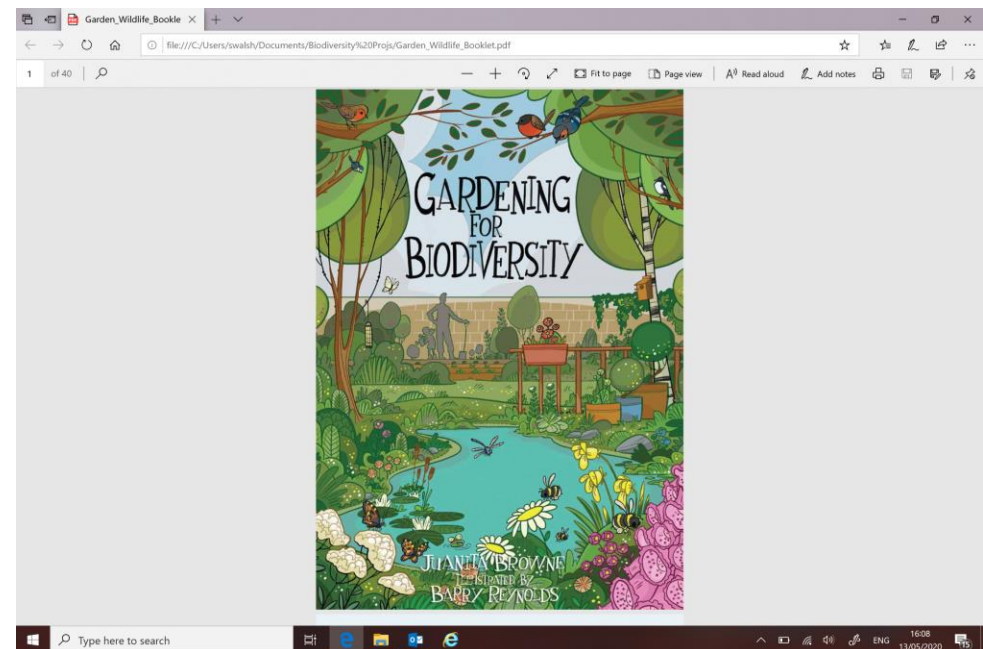 Garden_Wildlife_Bookle
file:///C:/Users/swalsh/Documents/Biodiversity%20Projs/Garden_Wildlife_Booklet.pdf
1 of 40 Fit to page Page view Read aloud Add notes
GARDENING
FOR
BIODIVERSITY
JUANITA BROWNE
ILLUSTRATED BY
BARRY REYNOLDS
Type here to search ENG 16:08
13/05/2020